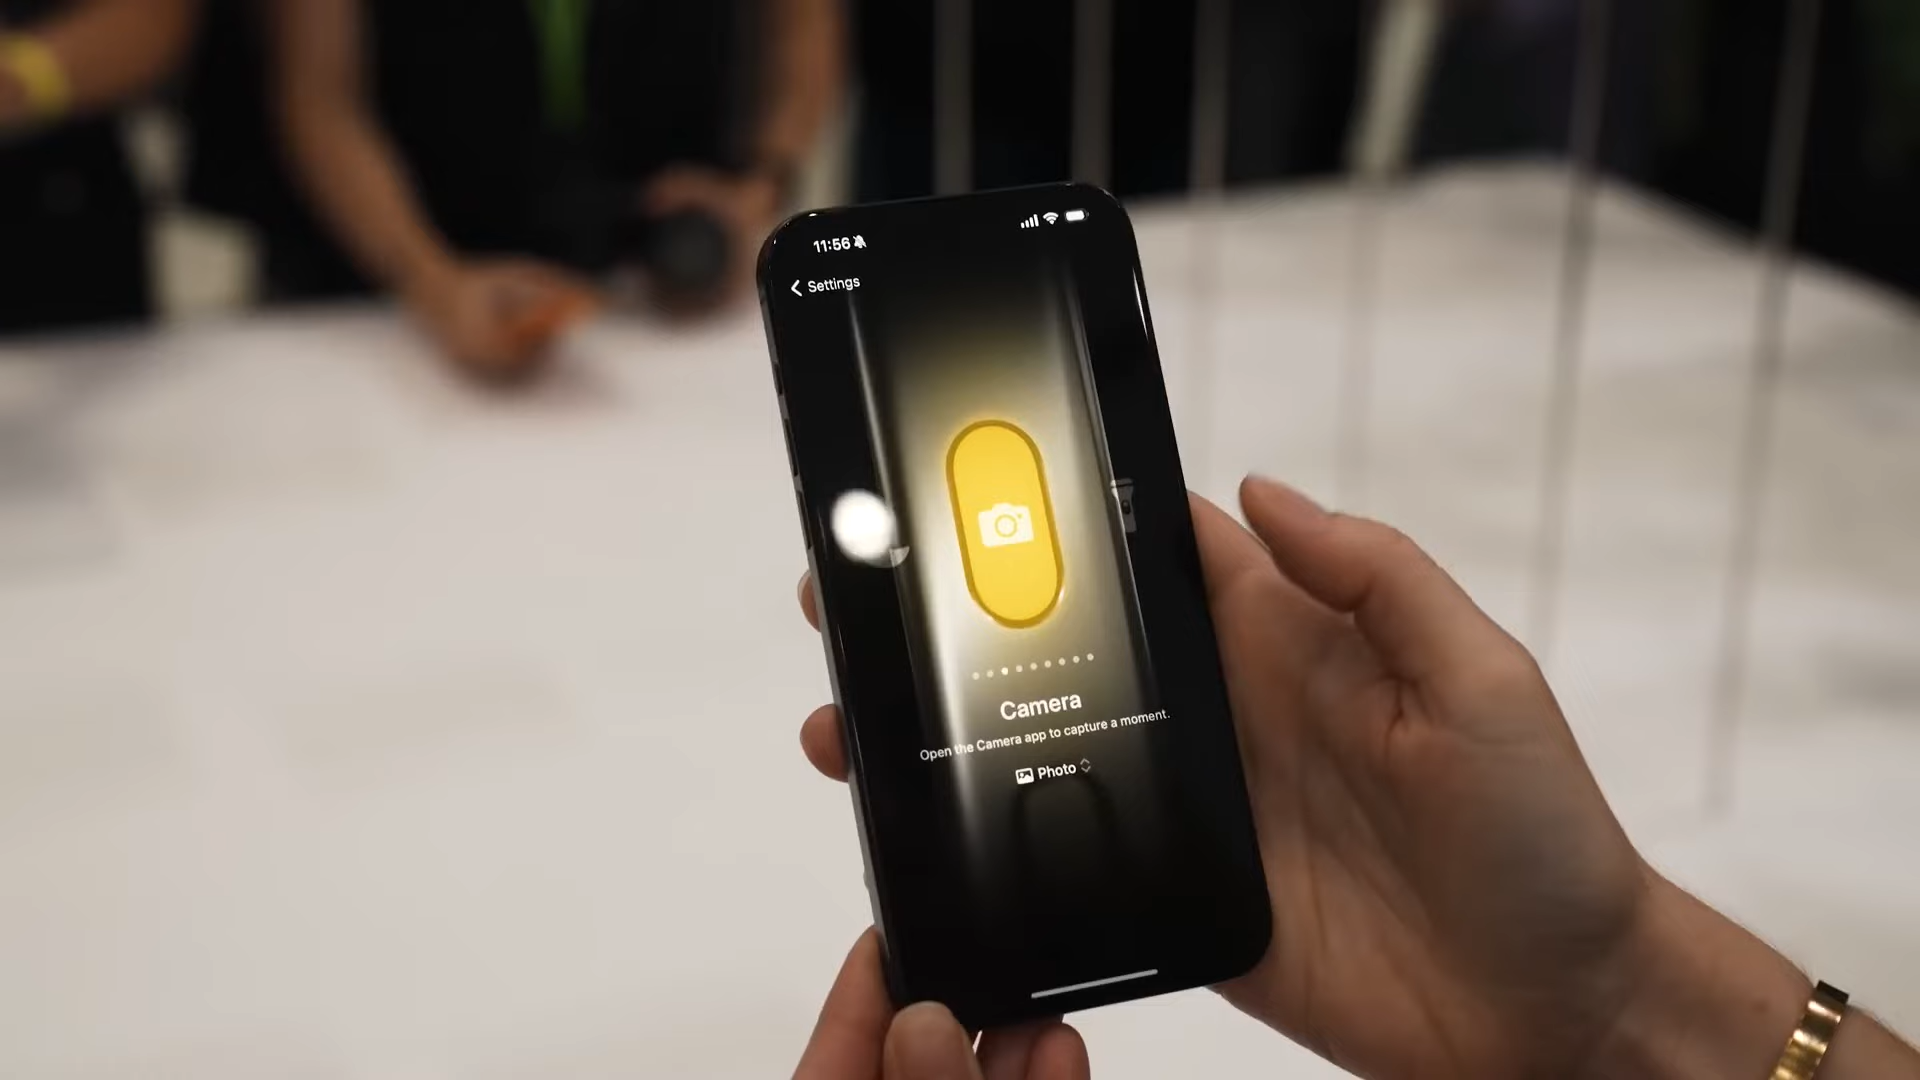 11:56
Settings
Camera
Open the Camera app to capture a moment.
Photo